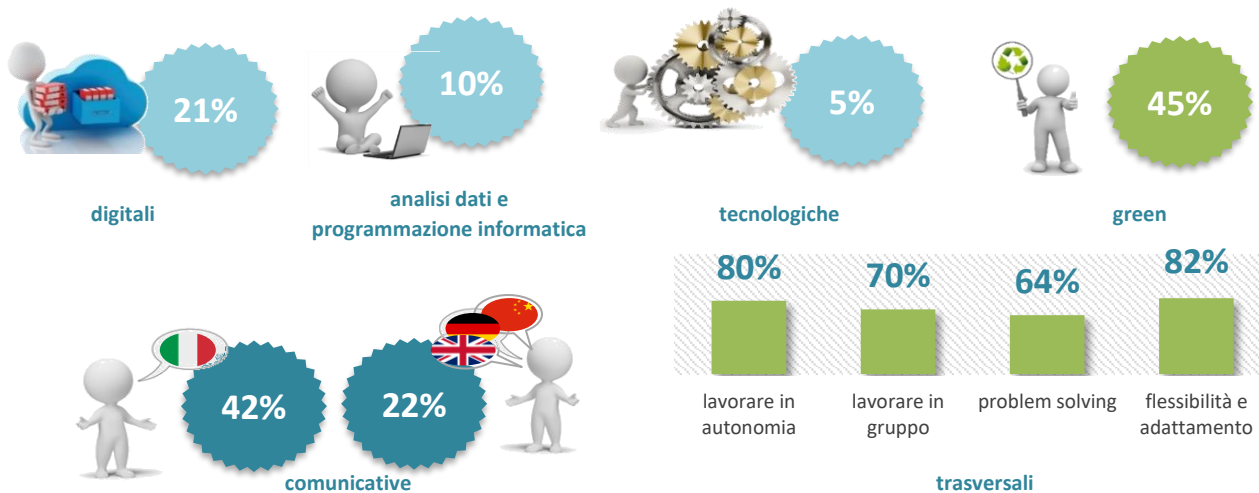 21%
10%
5%
45%
digitali
analisi dati e
programmazione informatica
tecnologiche
green
42%
22%
comunicative
80%
70%
64%
82%
lavorare in
autonomia
lavorare in
gruppo
problem solving
flessibilità e
adattamento
trasversali